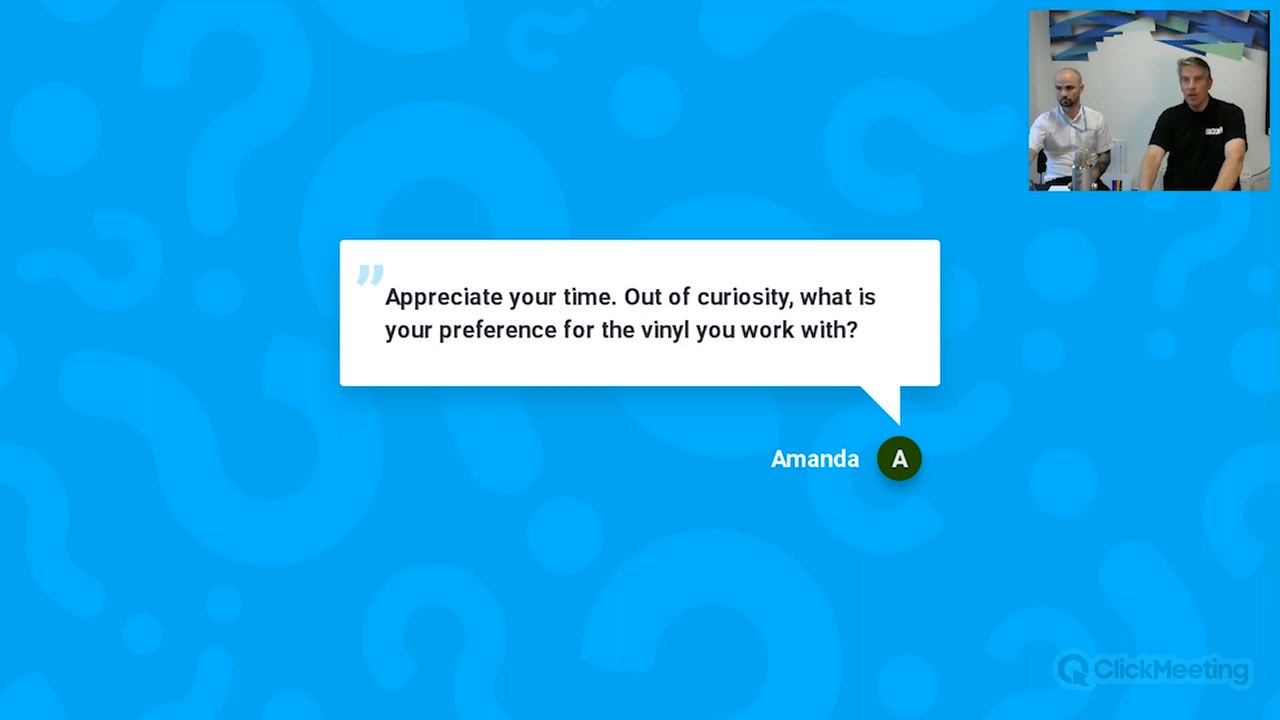 Appreciate your time. Out of curiosity, what is
your preference for the vinyl you work with?
Amanda
A
ClickMeeting